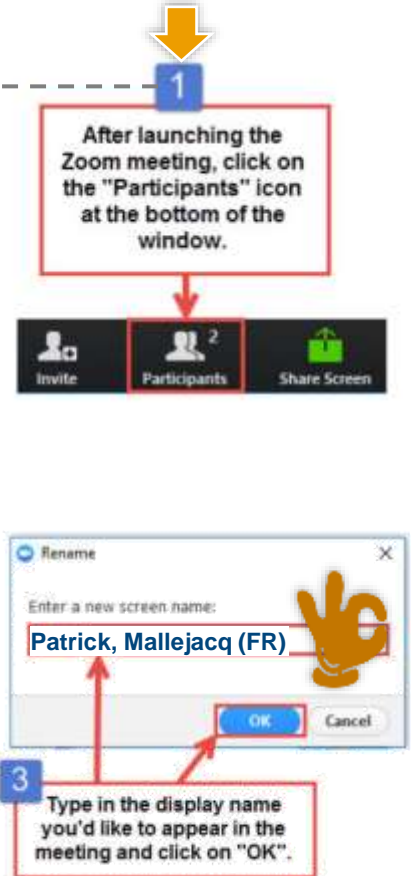 1
After launching the
Zoom meeting, click on
the "Participants" icon
at the bottom of the
window.
2
Invite
Participants
Share Screen
Rename
Enter a new screen name:
Patrick, Mallejacq (FR)
OK
Cancel
3
Type in the display name
you'd like to appear in the
meeting and click on "OK".